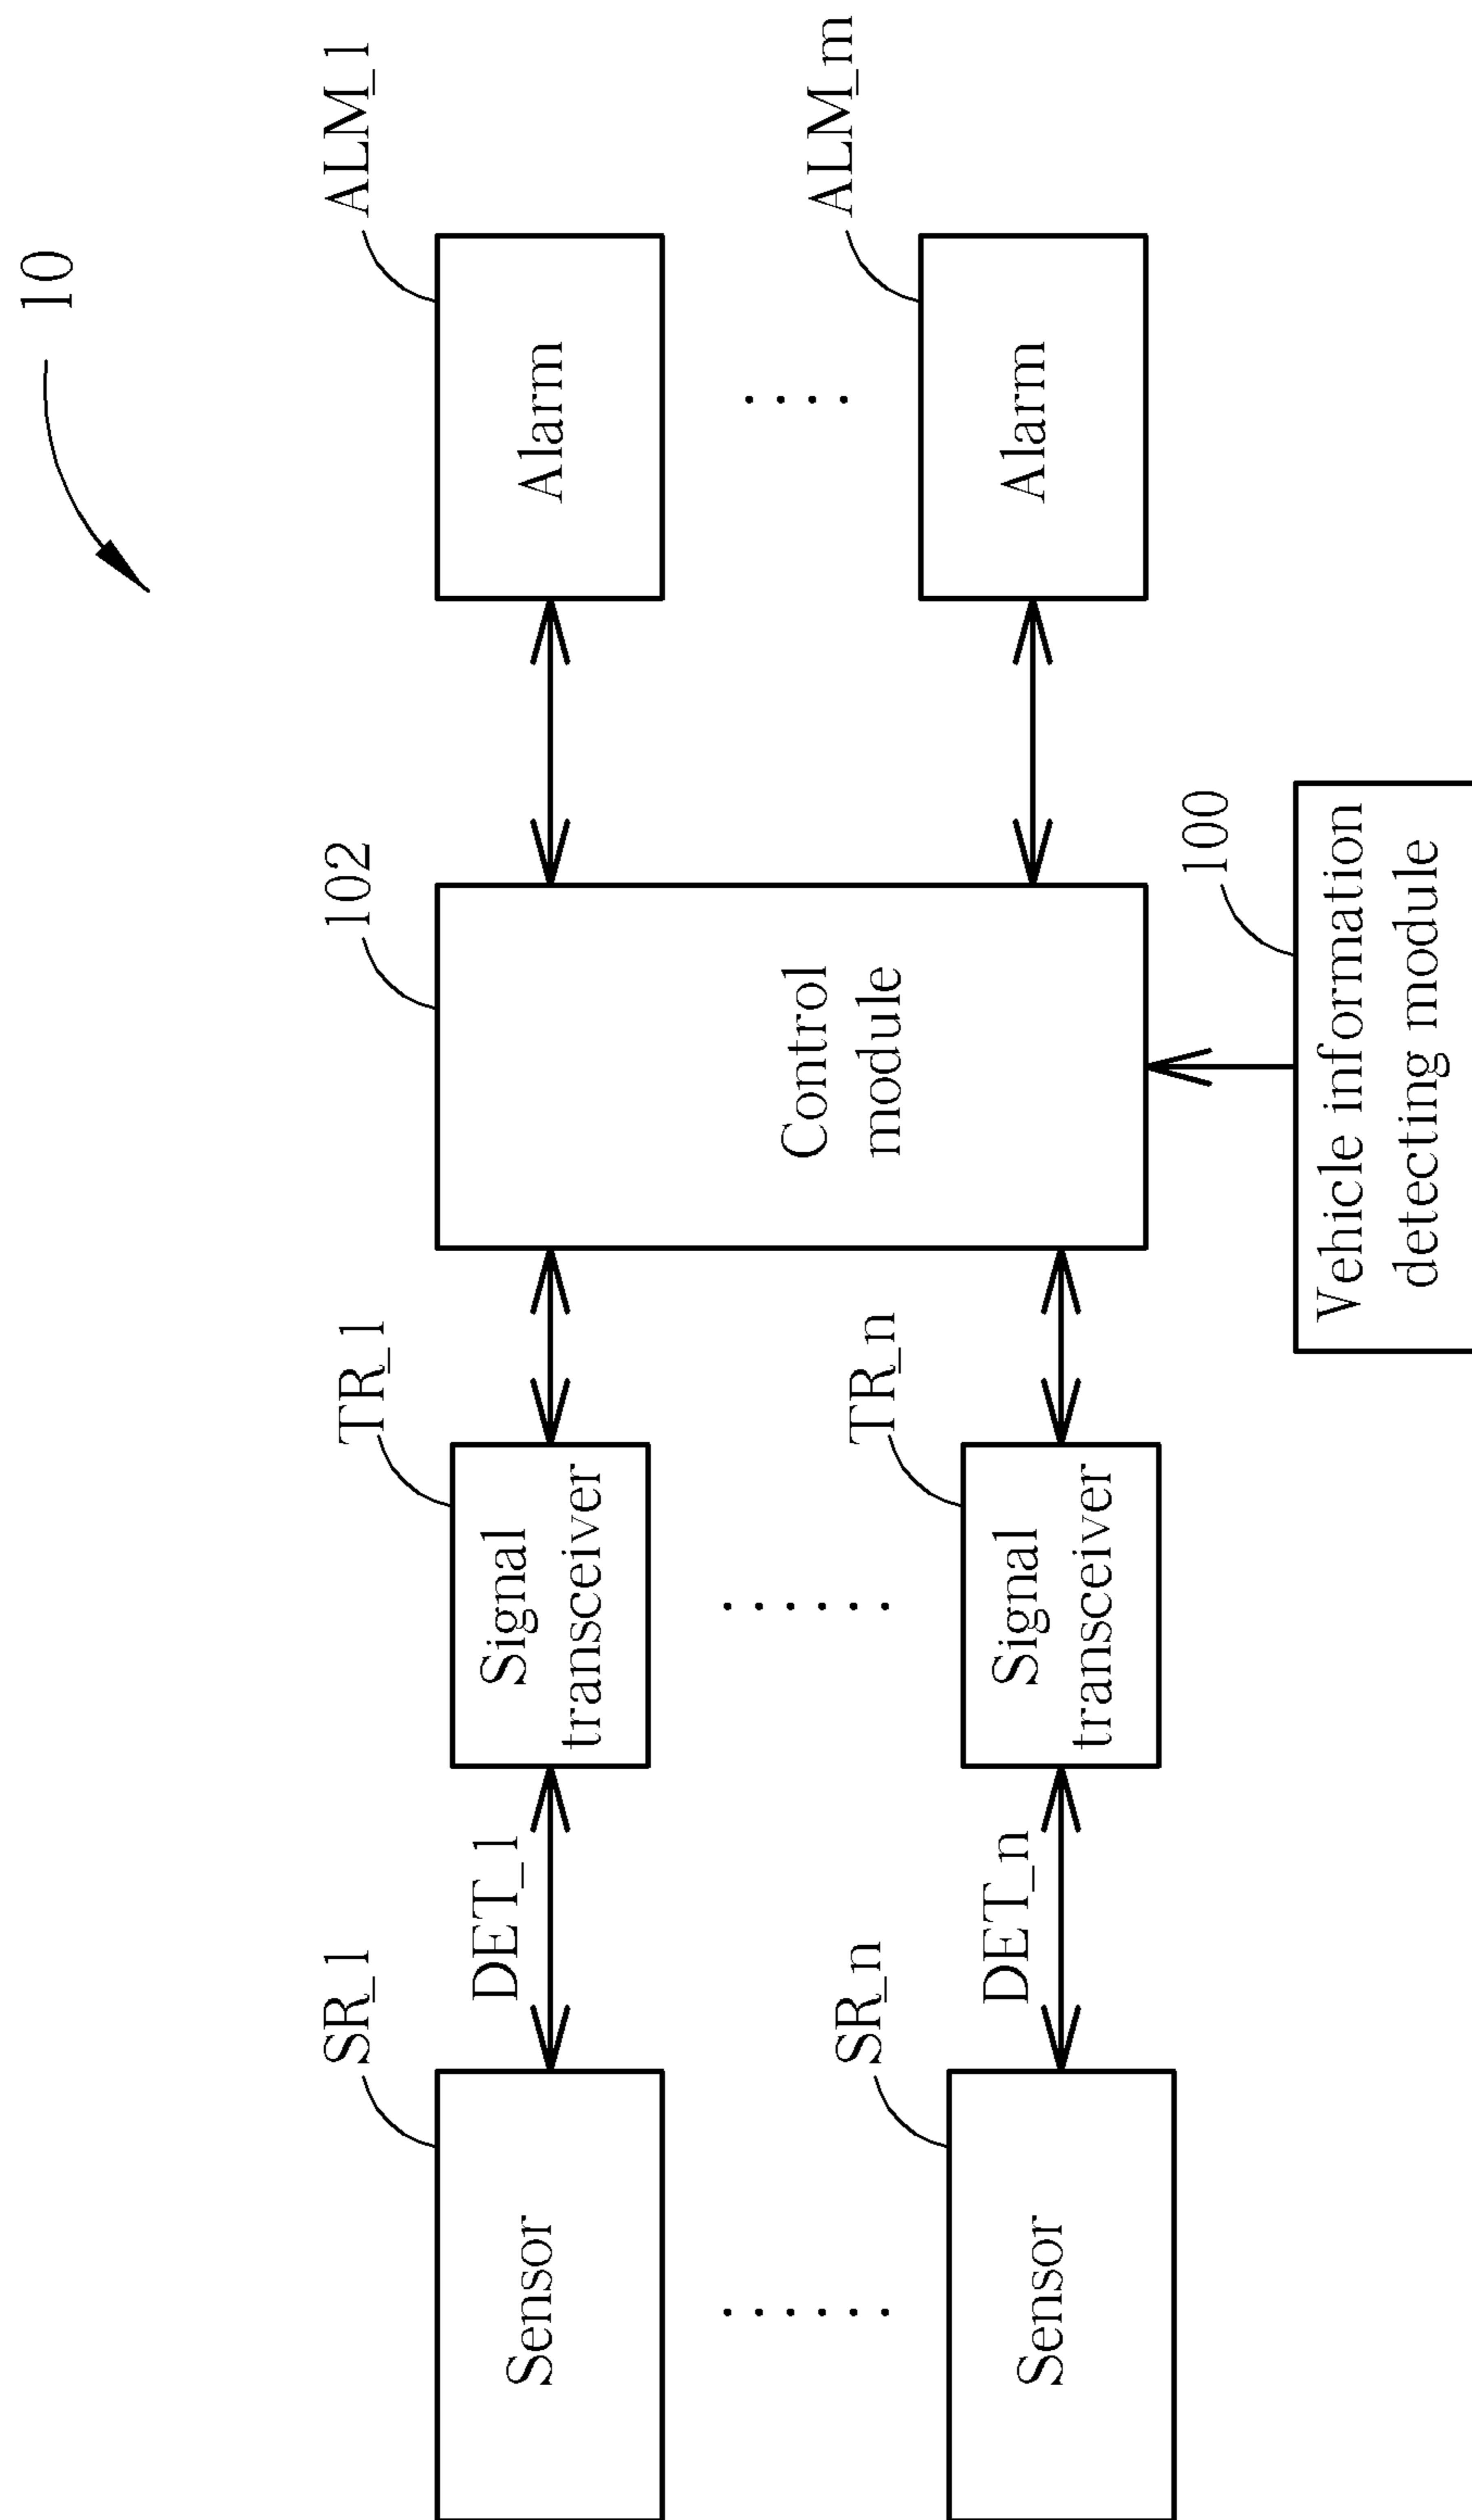 10
SR_1
Sensor
DET_1
TR_1
Signal
transceiver
102
Control
module
ALM_1
Alarm
......
......
....
SR_n
Sensor
DET_n
TR_n
Signal
transceiver
ALM_m
Alarm
100
Vehicle information
detecting module